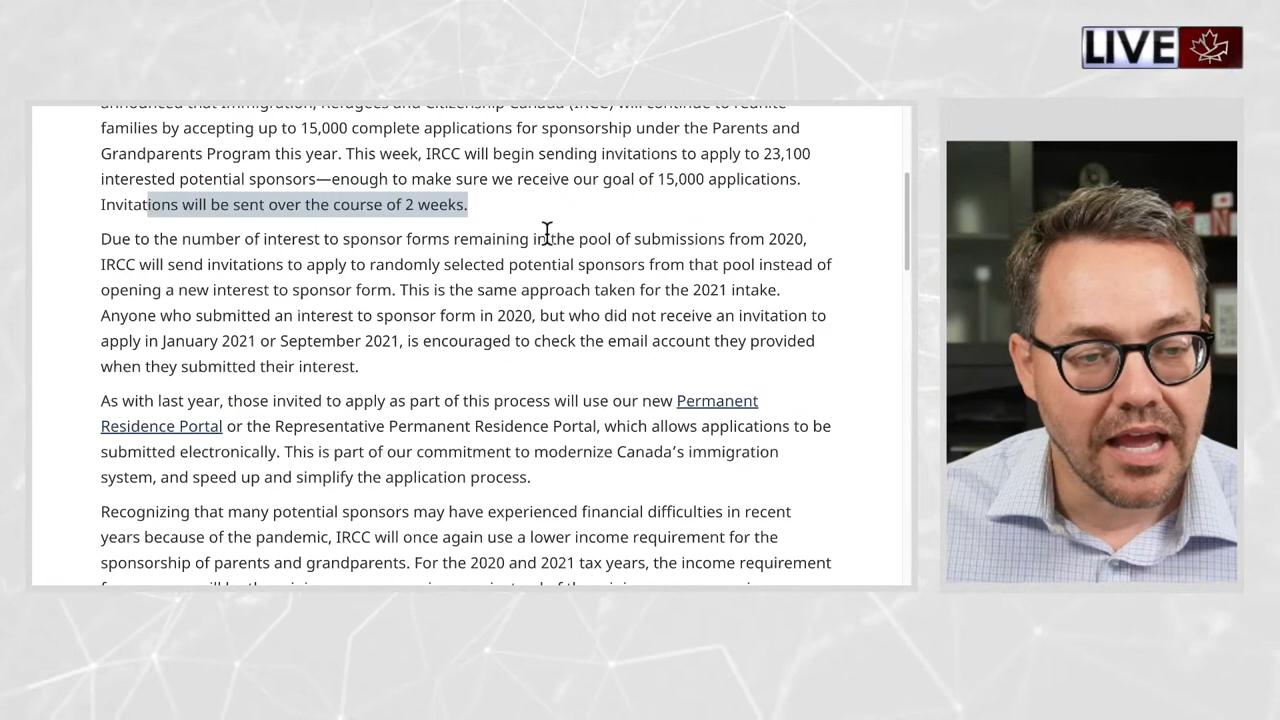 LIVE
announced that Immigration, Refugees and Citizenship Canada (IRCC) will continue to reunite
families by accepting up to 15,000 complete applications for sponsorship under the Parents and
Grandparents Program this year. This week, IRCC will begin sending invitations to apply to 23,100
interested potential sponsors—enough to make sure we receive our goal of 15,000 applications.
Invitations will be sent over the course of 2 weeks.
Due to the number of interest to sponsor forms remaining in the pool of submissions from 2020,
IRCC will send invitations to apply to randomly selected potential sponsors from that pool instead of
opening a new interest to sponsor form. This is the same approach taken for the 2021 intake.
Anyone who submitted an interest to sponsor form in 2020, but who did not receive an invitation to
apply in January 2021 or September 2021, is encouraged to check the email account they provided
when they submitted their interest.
As with last year, those invited to apply as part of this process will use our new Permanent
Residence Portal or the Representative Permanent Residence Portal, which allows applications to be
submitted electronically. This is part of our commitment to modernize Canada’s immigration
system, and speed up and simplify the application process.
Recognizing that many potential sponsors may have experienced financial difficulties in recent
years because of the pandemic, IRCC will once again use a lower income requirement for the
sponsorship of parents and grandparents. For the 2020 and 2021 tax years, the income requirement